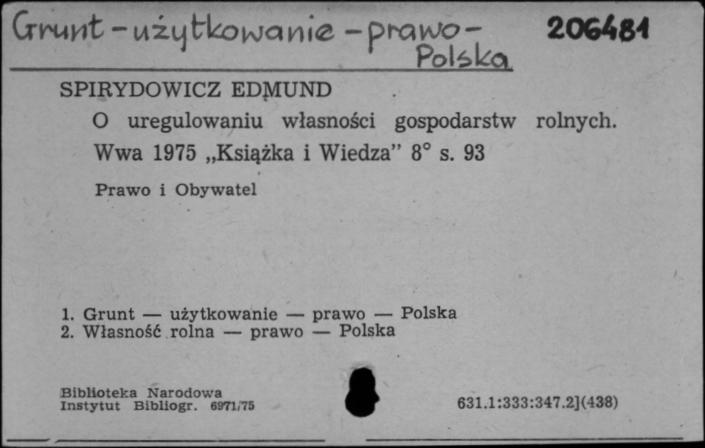 Grunt - użytkowanie - prawo - 206481
Polska
SPIRYDOWICZ EDMUND
O uregulowaniu własności gospodarstw rolnych.
Wwa 1975 „Książka i Wiedza” 8° s. 93
Prawo i Obywatel
1. Grunt — użytkowanie — prawo — Polska
2. Własność rolna — prawo — Polska
Biblioteka Narodowa
Instytut Bibliogr. 6971/75
631.1:333:347.2](438)